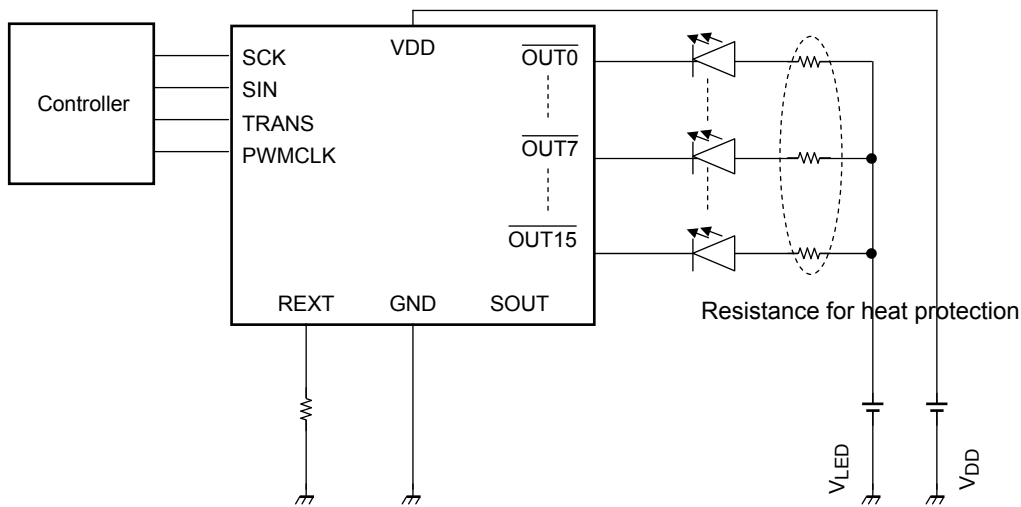 Controller
SCK
SIN
TRANS
PWMCLK
VDD
OUT0
OUT7
OUT15
REXT
GND
SOUT
Resistance for heat protection
VLED
VDD